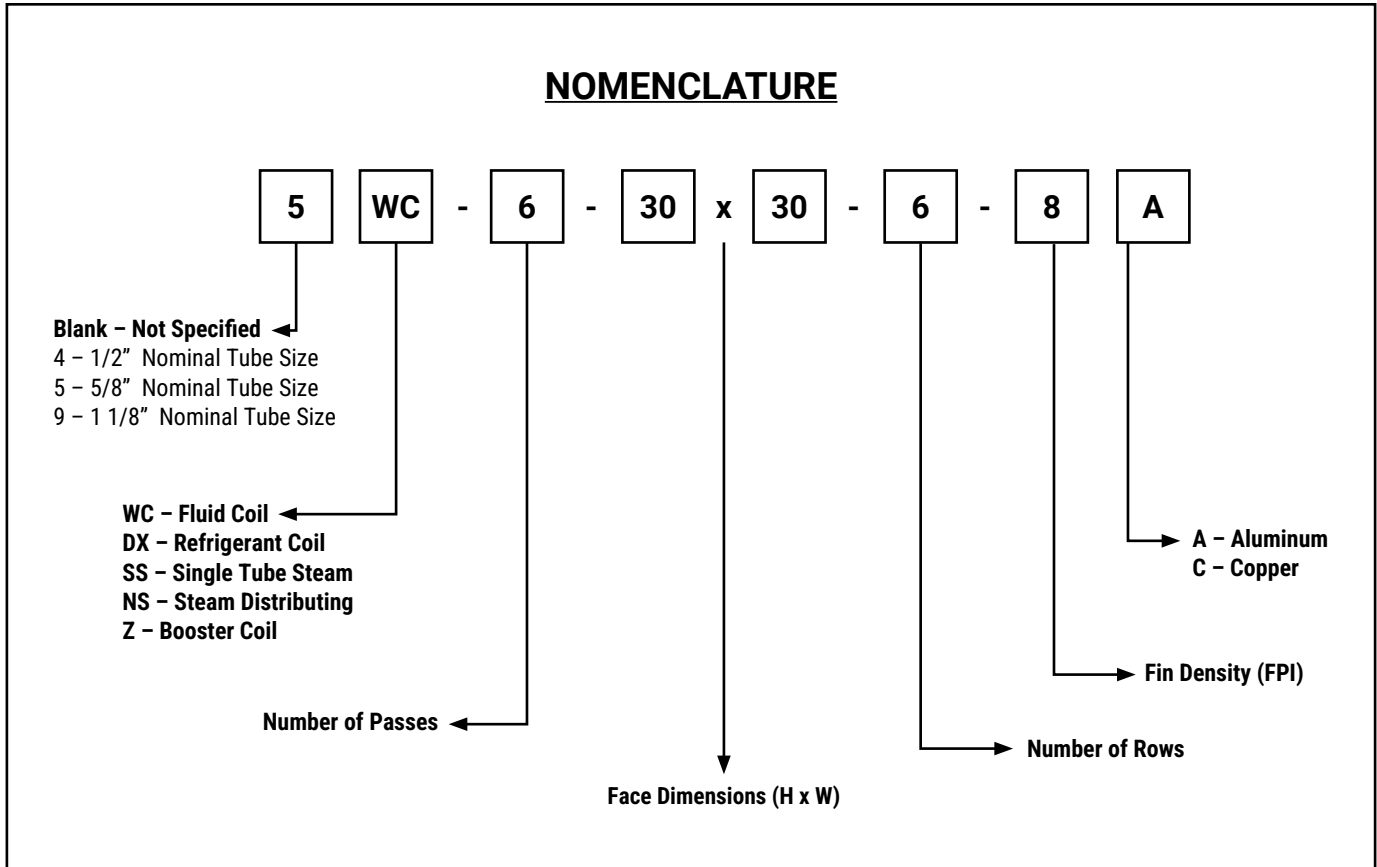 NOMENCLATURE
5 WC - 6 - 30 x 30 - 6 - 8 A
Blank – Not Specified
4 – 1/2” Nominal Tube Size
5 – 5/8” Nominal Tube Size
9 – 1 1/8” Nominal Tube Size
WC – Fluid Coil
DX – Refrigerant Coil
SS – Single Tube Steam
NS – Steam Distributing
Z – Booster Coil
A – Aluminum
C – Copper
Fin Density (FPI)
Number of Passes
Number of Rows
Face Dimensions (H x W)